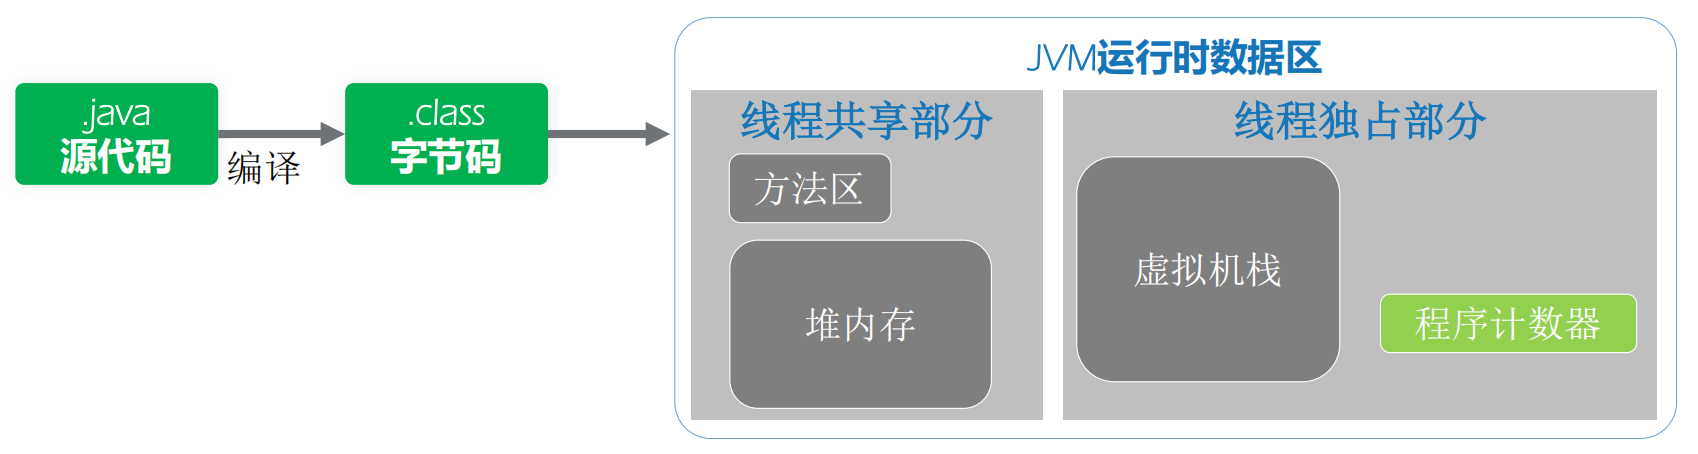 JVM运行时数据区
.java
源代码
编译
.class
字节码
线程共享部分
方法区
堆内存
线程独占部分
虚拟机栈
程序计数器